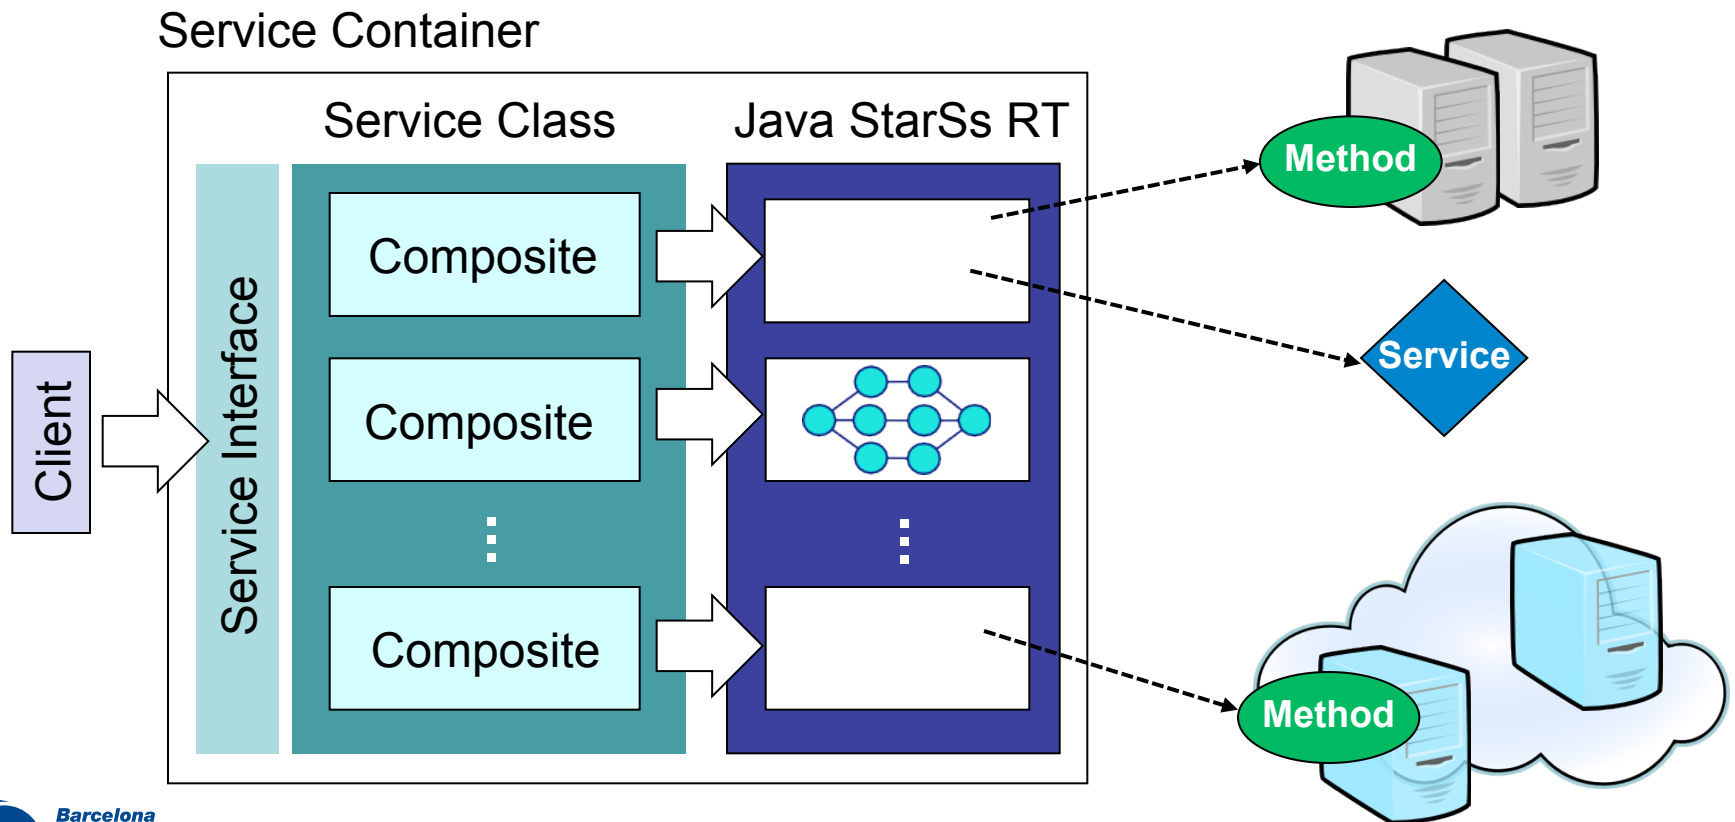 Service Container
Service Class
Java StarSs RT
Client
Service Interface
Composite
Composite
Composite
Method
Service
Method
Barcelona